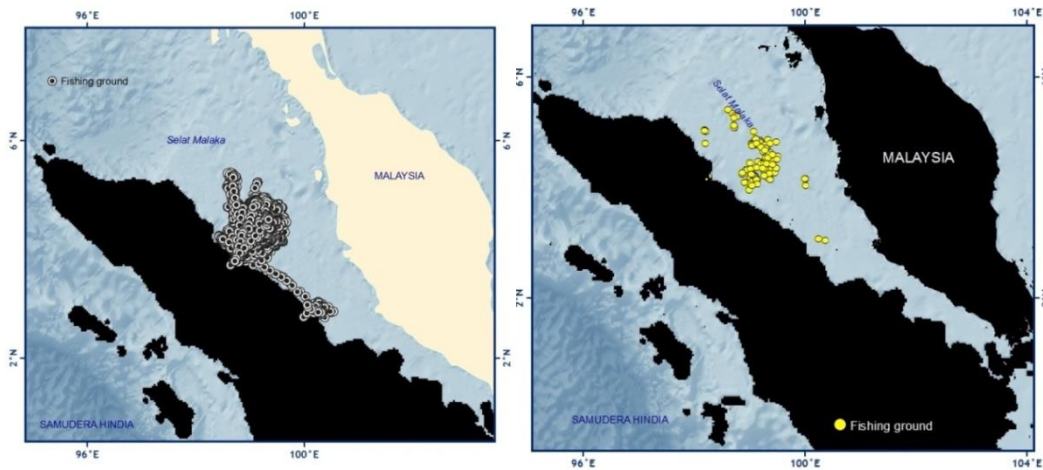 96°E 100°E
Fishing ground
6°N
Selat Malaka
MALAYSIA
2°N
SAMUDERA HINDIA
96°E 100°E
96°E 100°E 104°E
6°N 6°N
Selat Malaka
MALAYSIA
2°N 2°N
SAMUDERA HINDIA
Fishing ground
96°E 100°E 104°E